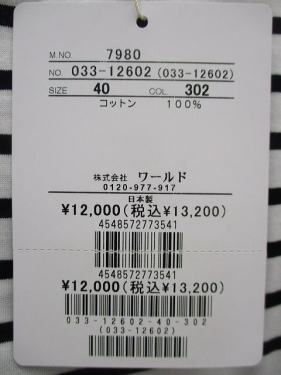 M.NO. 7980
NO. 033-12602 (033-12602)
SIZE 40 COL. 302
コットン 100%
株式会社 ワールド
0120-977-917
日本製
¥12,000(税込¥13,200)
4548572773541
4548572773541
¥12,000(税込¥13,200)
033-12602-40-302
(033-12602)